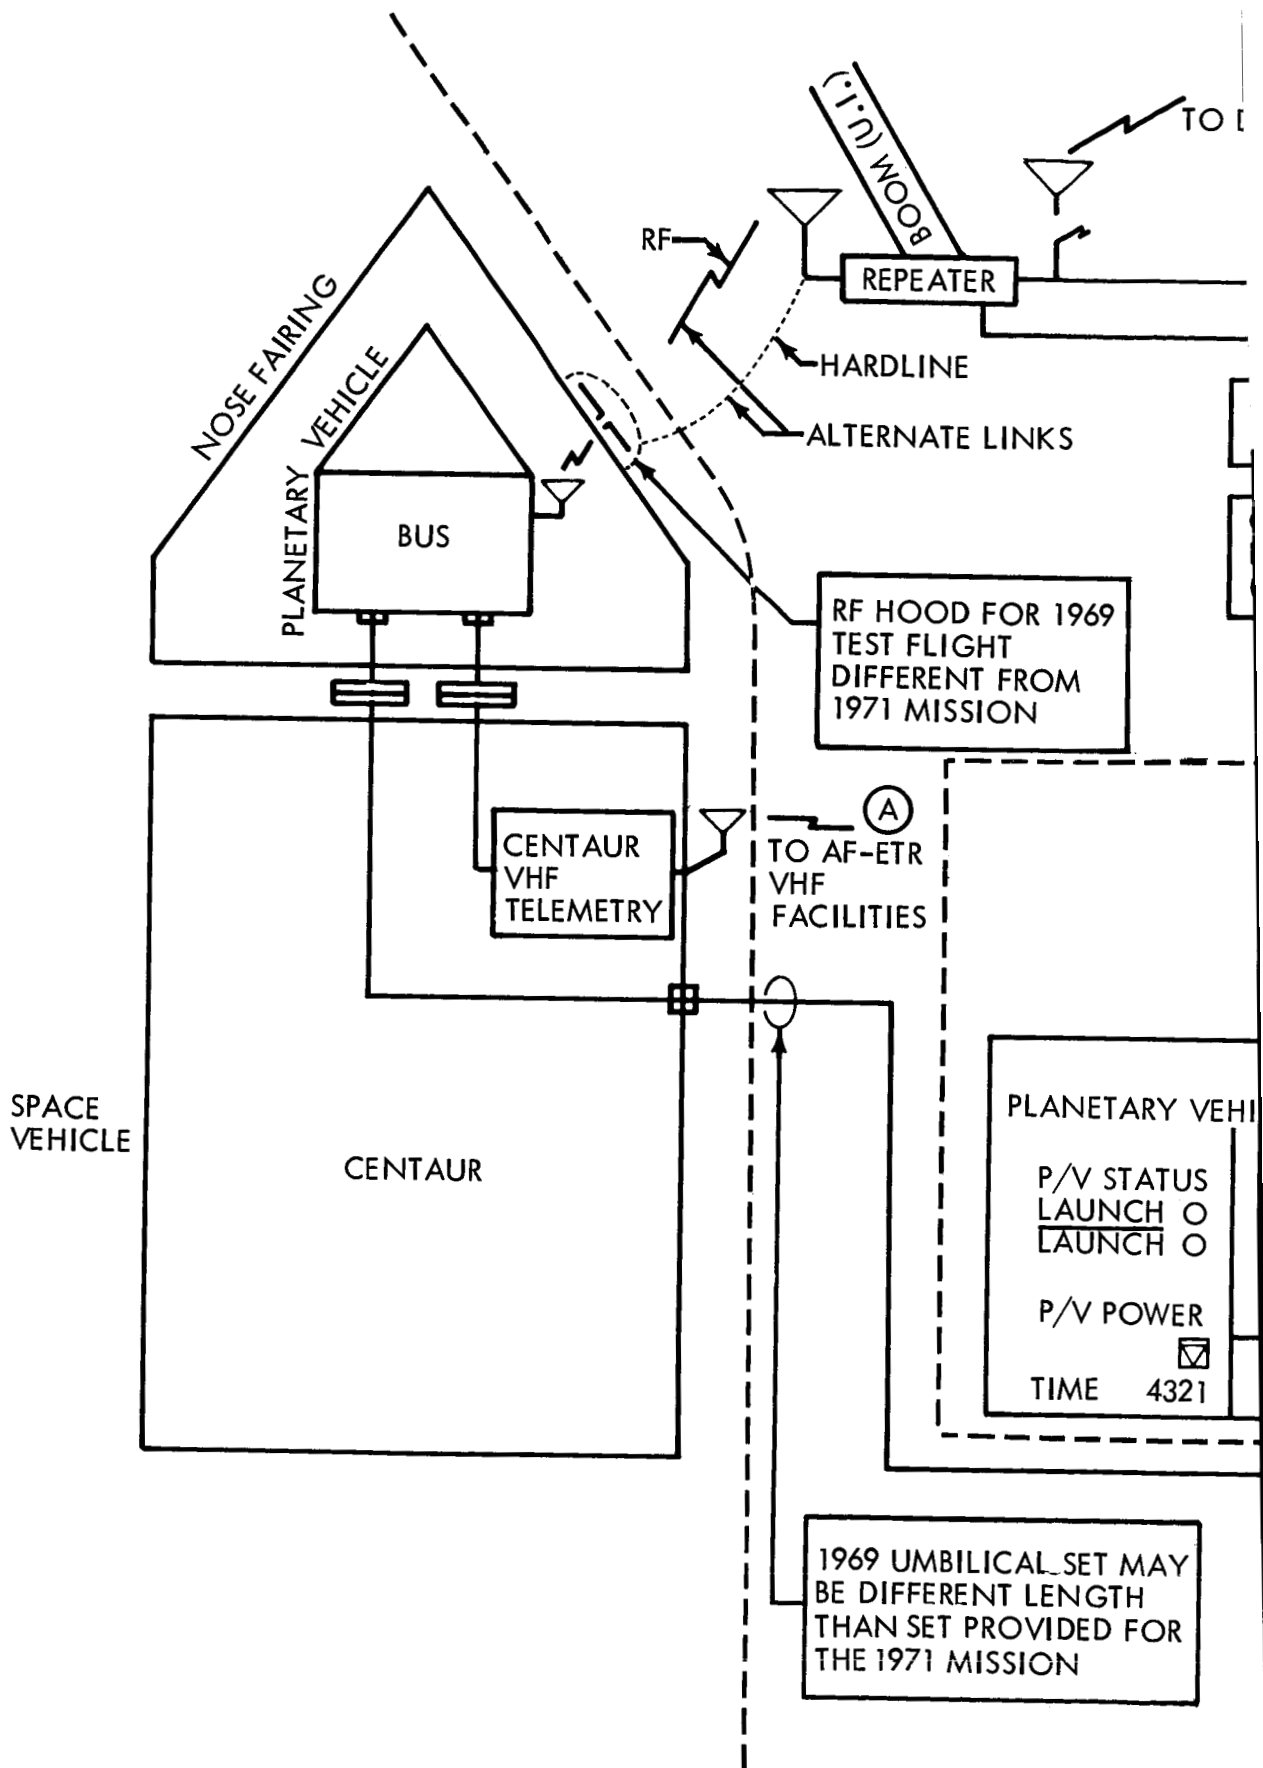 TO
BOOM (U.I.)
RF
REPEATER
NOSE FAIRING
PLANETARY VEHICLE
HARDLINE
ALTERNATE LINKS
BUS
RF HOOD FOR 1969
TEST FLIGHT
DIFFERENT FROM
1971 MISSION
A
CENTAUR
VHF
TELEMETRY
TO AF-ETR
VHF
FACILITIES
SPACE
VEHICLE
CENTAUR
PLANETARY VEHI
P/V STATUS
LAUNCH O
LAUNCH O
P/V POWER
TIME 4321
1969 UMBILICAL SET MAY
BE DIFFERENT LENGTH
THAN SET PROVIDED FOR
THE 1971 MISSION